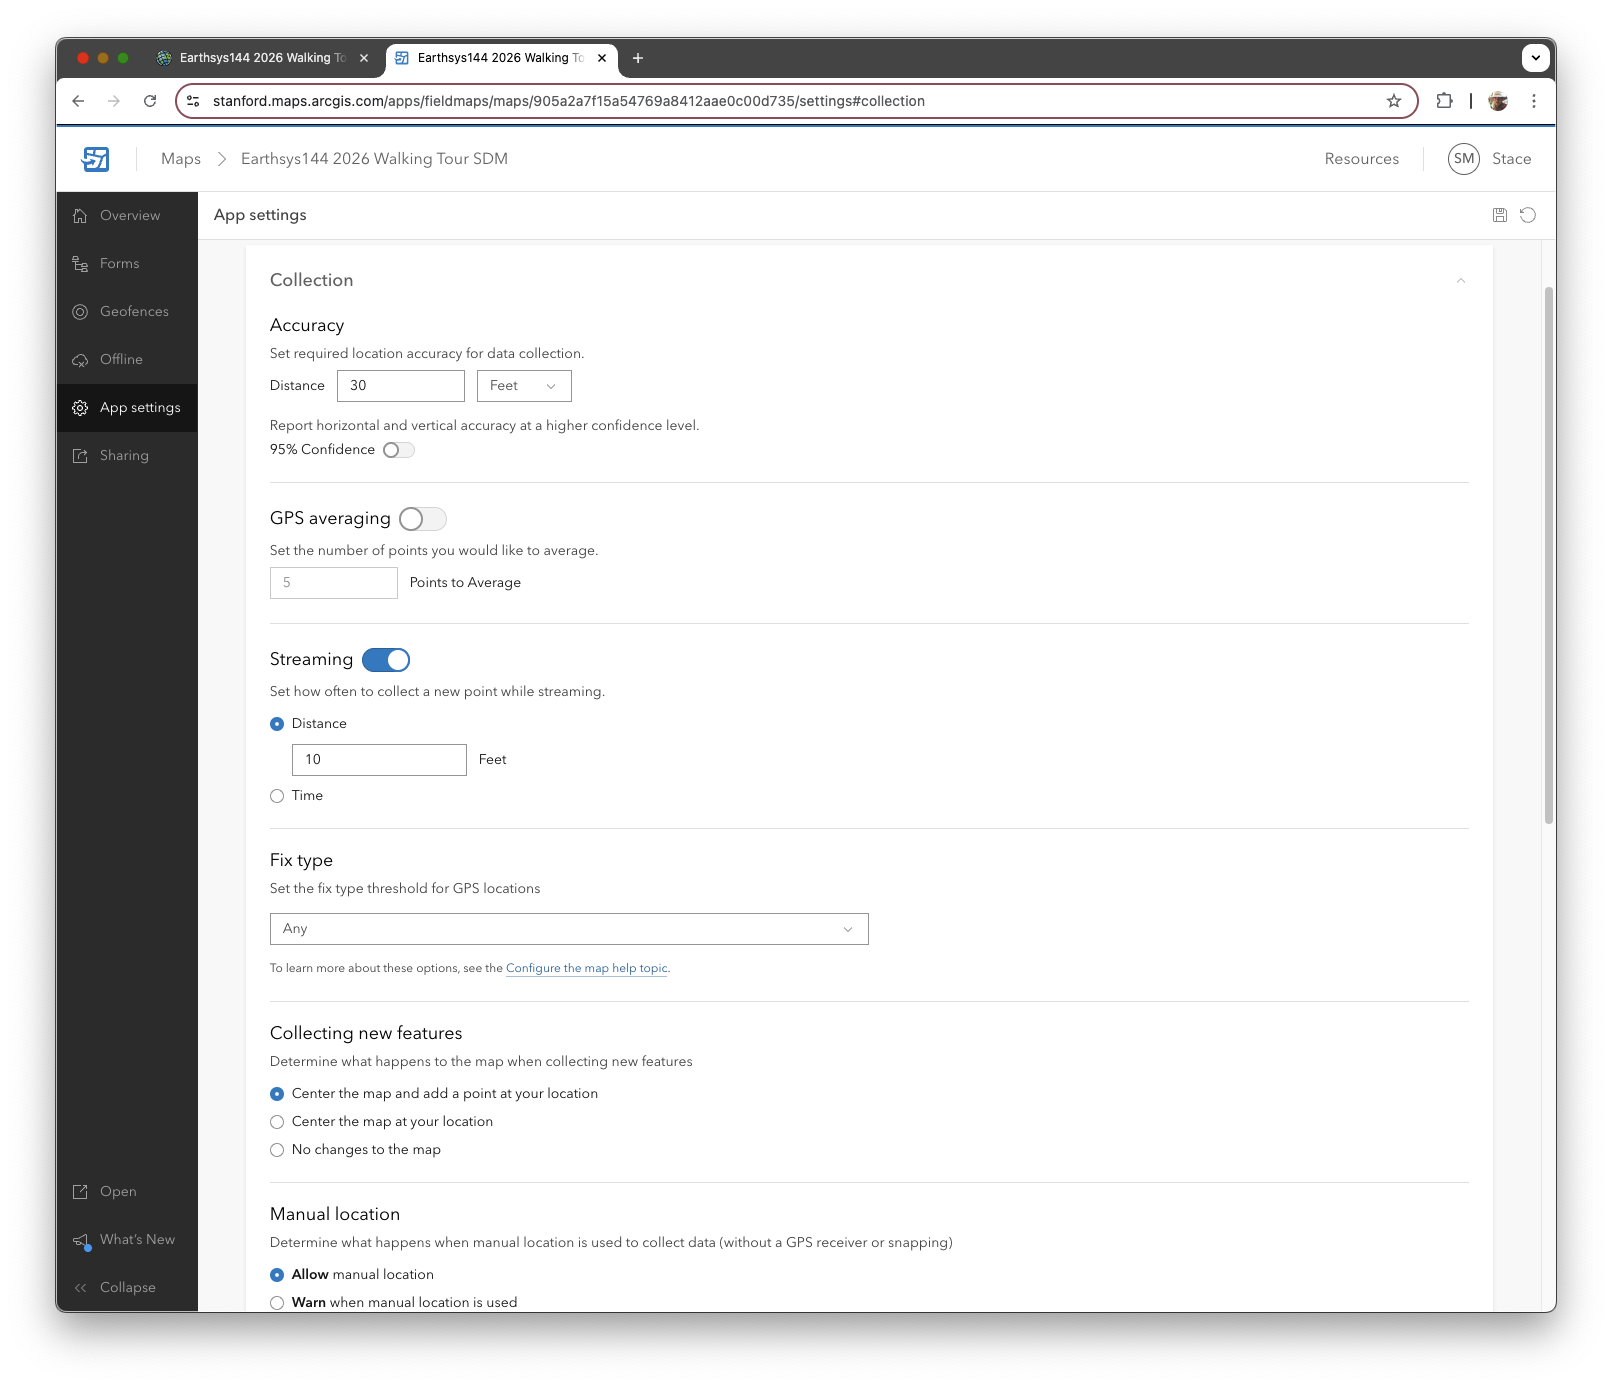 Earthsys144 2026 Walking To
Earthsys144 2026 Walking To
stanford.maps.arcgis.com/apps/fieldmaps/maps/905a2a7f15a54769a8412aae0c00d735/settings#collection
Maps > Earthsys144 2026 Walking Tour SDM
Resources
SM Stace
Overview
Forms
Geofences
Offline
App settings
Sharing
Open
What's New
Collapse
App settings
Collection
Accuracy
Set required location accuracy for data collection.
Distance 30 Feet
Report horizontal and vertical accuracy at a higher confidence level.
95% Confidence
GPS averaging
Set the number of points you would like to average.
5 Points to Average
Streaming
Set how often to collect a new point while streaming.
Distance
10 Feet
Time
Fix type
Set the fix type threshold for GPS locations
Any
To learn more about these options, see the Configure the map help topic.
Collecting new features
Determine what happens to the map when collecting new features
Center the map and add a point at your location
Center the map at your location
No changes to the map
Manual location
Determine what happens when manual location is used to collect data (without a GPS receiver or snapping)
Allow manual location
Warn when manual location is used